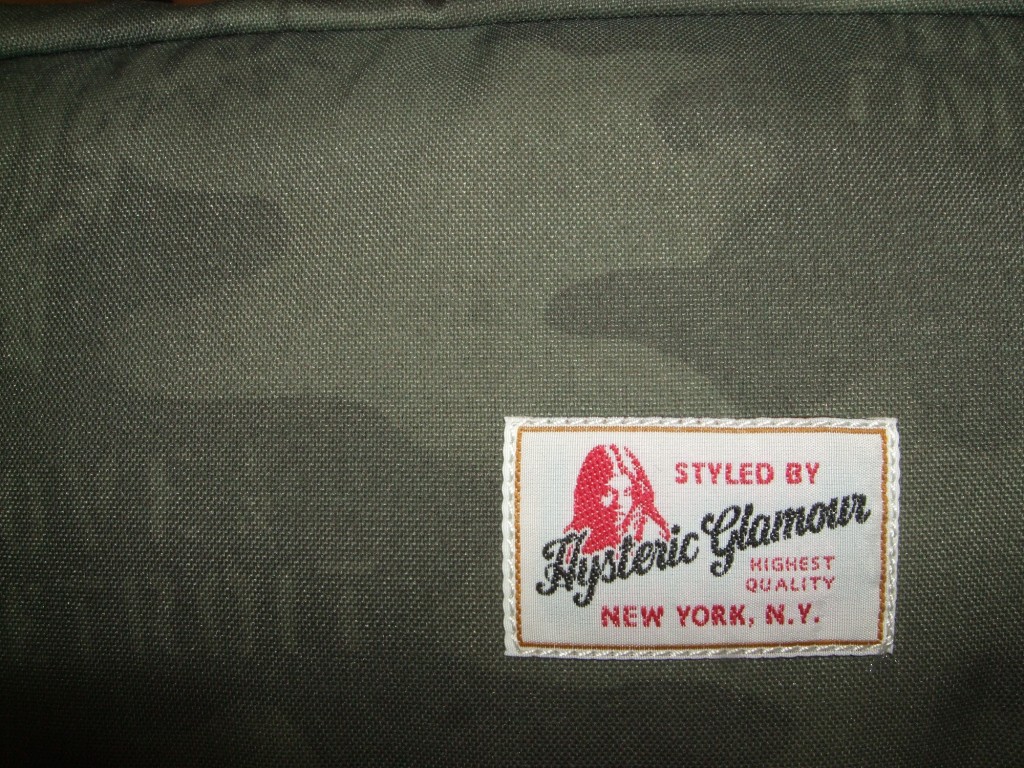 STYLED BY
Hysteric Glamour
HIGHEST
QUALITY
NEW YORK, N.Y.